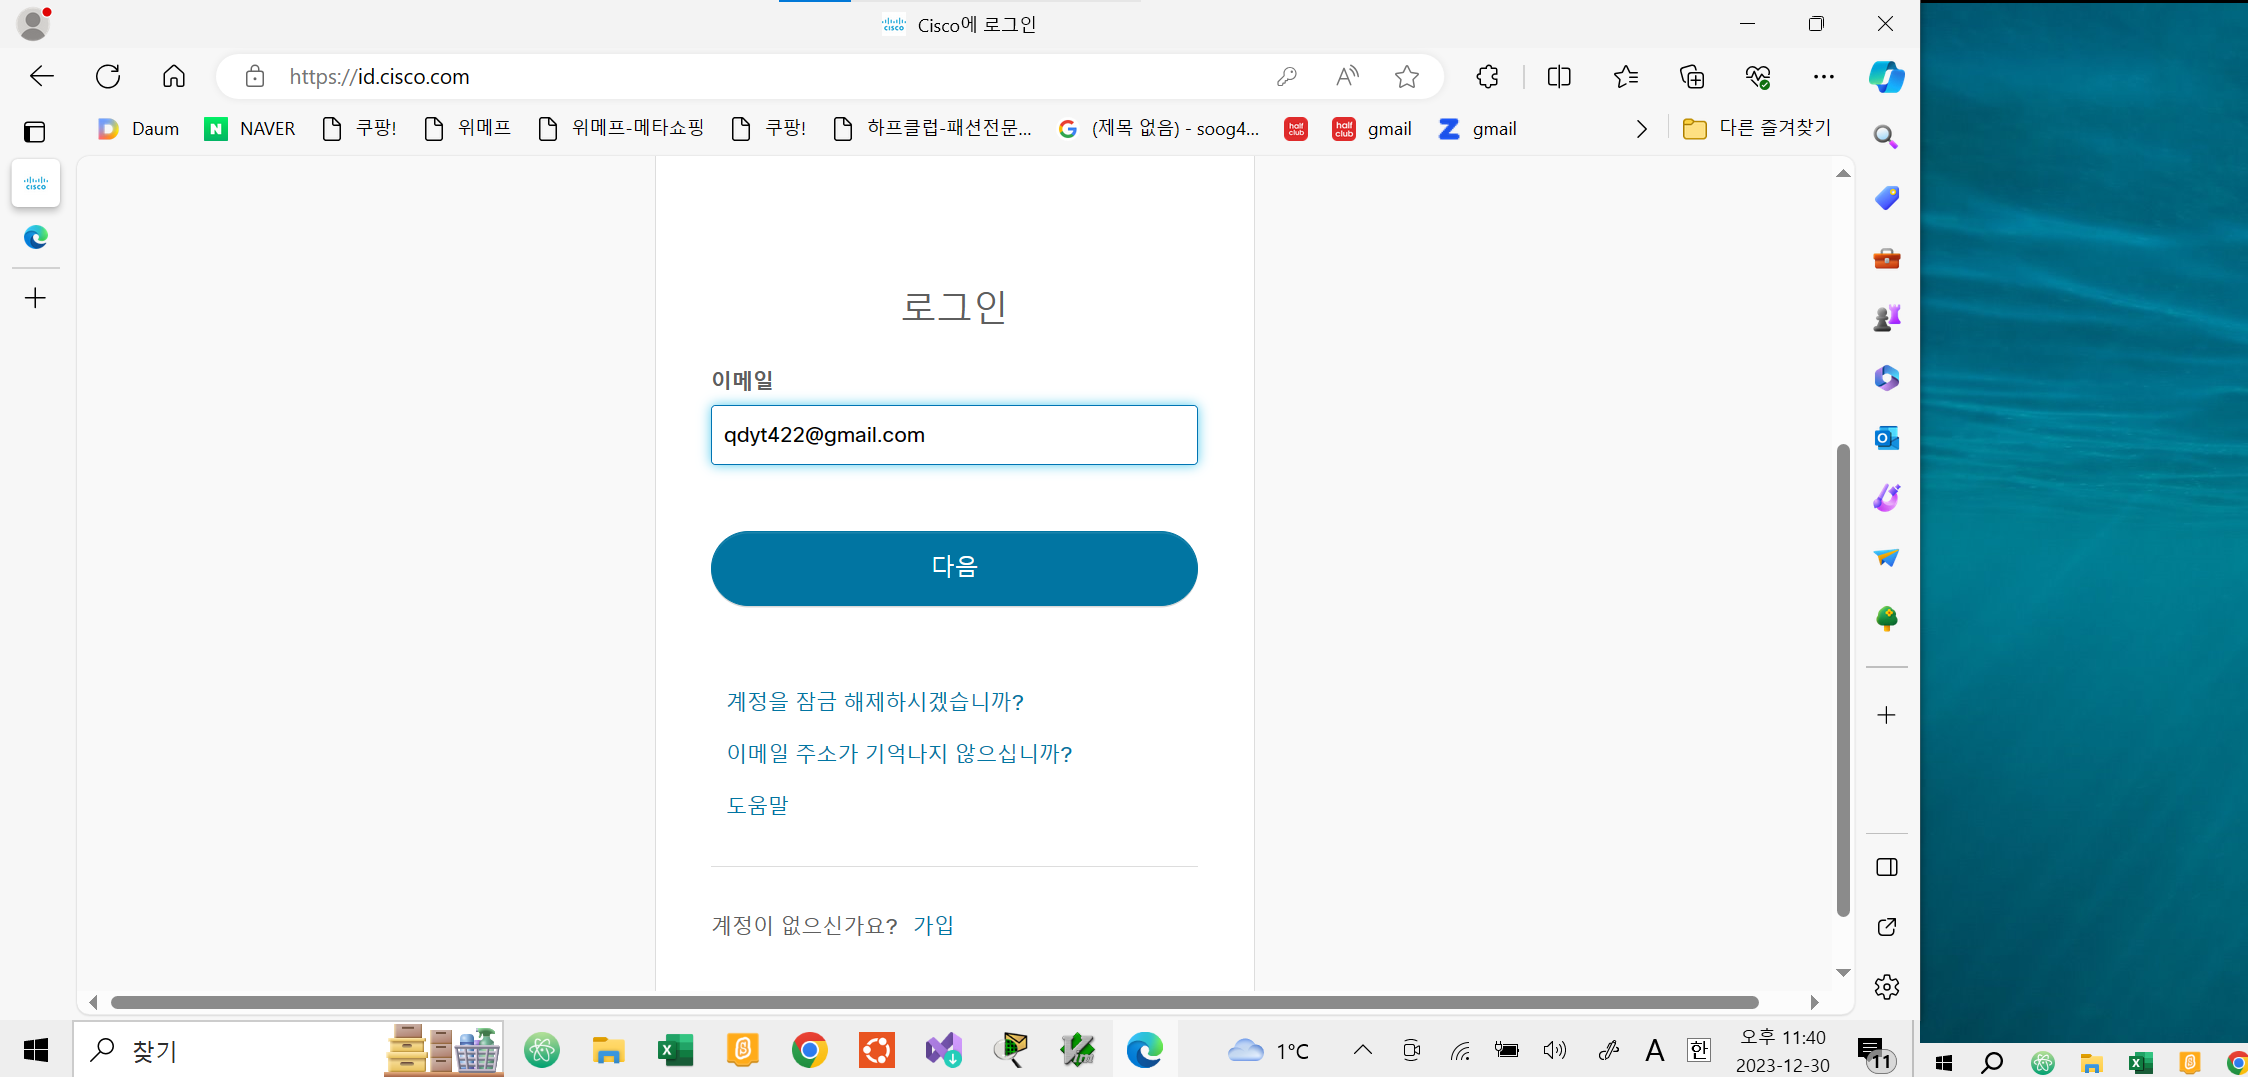 Cisco에 로그인
https://id.cisco.com
Daum
NAVER
쿠팡!
위메프
위메프-메타쇼핑
쿠팡!
하프클럽-패션전문...
(제목 없음) - soog4...
half club
half club
gmail
gmail
다른 즐겨찾기
cisco
로그인
이메일
qdyt422@gmail.com
다음
계정을 잠금 해제하시겠습니까?
이메일 주소가 기억나지 않으십니까?
도움말
계정이 없으신가요? 가입
찾기
1°C
A
한
오후 11:40
2023-12-30
11